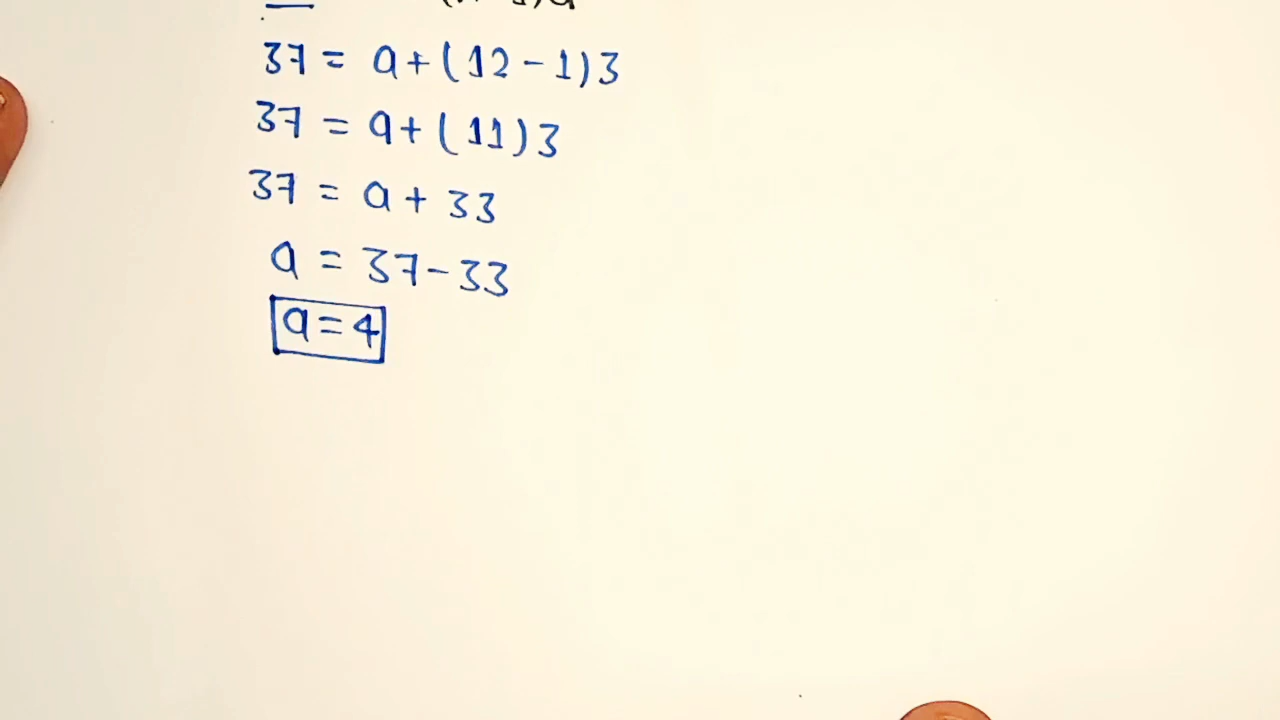 37 = a + (12 - 1)3
37 = a + (11)3
37 = a + 33
a = 37 - 33
a = 4